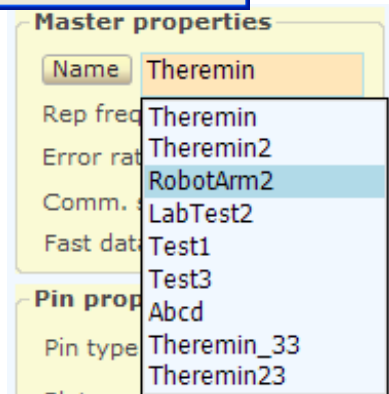 Master properties
Name Theremin
Rep freq
Theremin
Error rat
Theremin2
RobotArm2
Comm. s
LabTest2
Fast data
Test1
Test3
Pin prop
Abcd
Pin type
Theremin_33
Theremin23